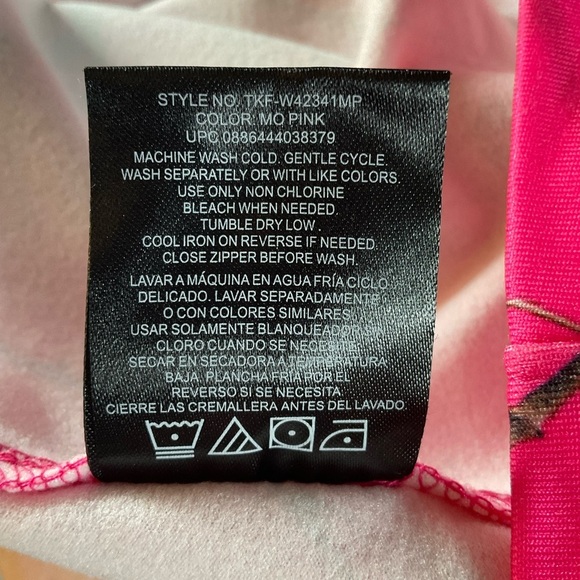 STYLE NO. TKF-W42341MP
COLOR: MO PINK
UPC 0886444038379
MACHINE WASH COLD. GENTLE CYCLE.
WASH SEPARATELY OR WITH LIKE COLORS.
USE ONLY NON CHLORINE
BLEACH WHEN NEEDED.
TUMBLE DRY LOW .
COOL IRON ON REVERSE IF NEEDED.
CLOSE ZIPPER BEFORE WASH.
LAVAR A MÁQUINA EN AGUA FRÍA CICLO
DELICADO. LAVAR SEPARADAMENTE
O CON COLORES SIMILARES.
USAR SOLAMENTE BLANQUEADOR SIN
CLORO CUANDO SE NECESITE.
SECAR EN SECADORA A TEMPERATURA
BAJA. PLANCHA FRÍA POR EL
REVERSO SI SE NECESITA
CIERRE LAS CREMALLERA ANTES DEL LAVADO.